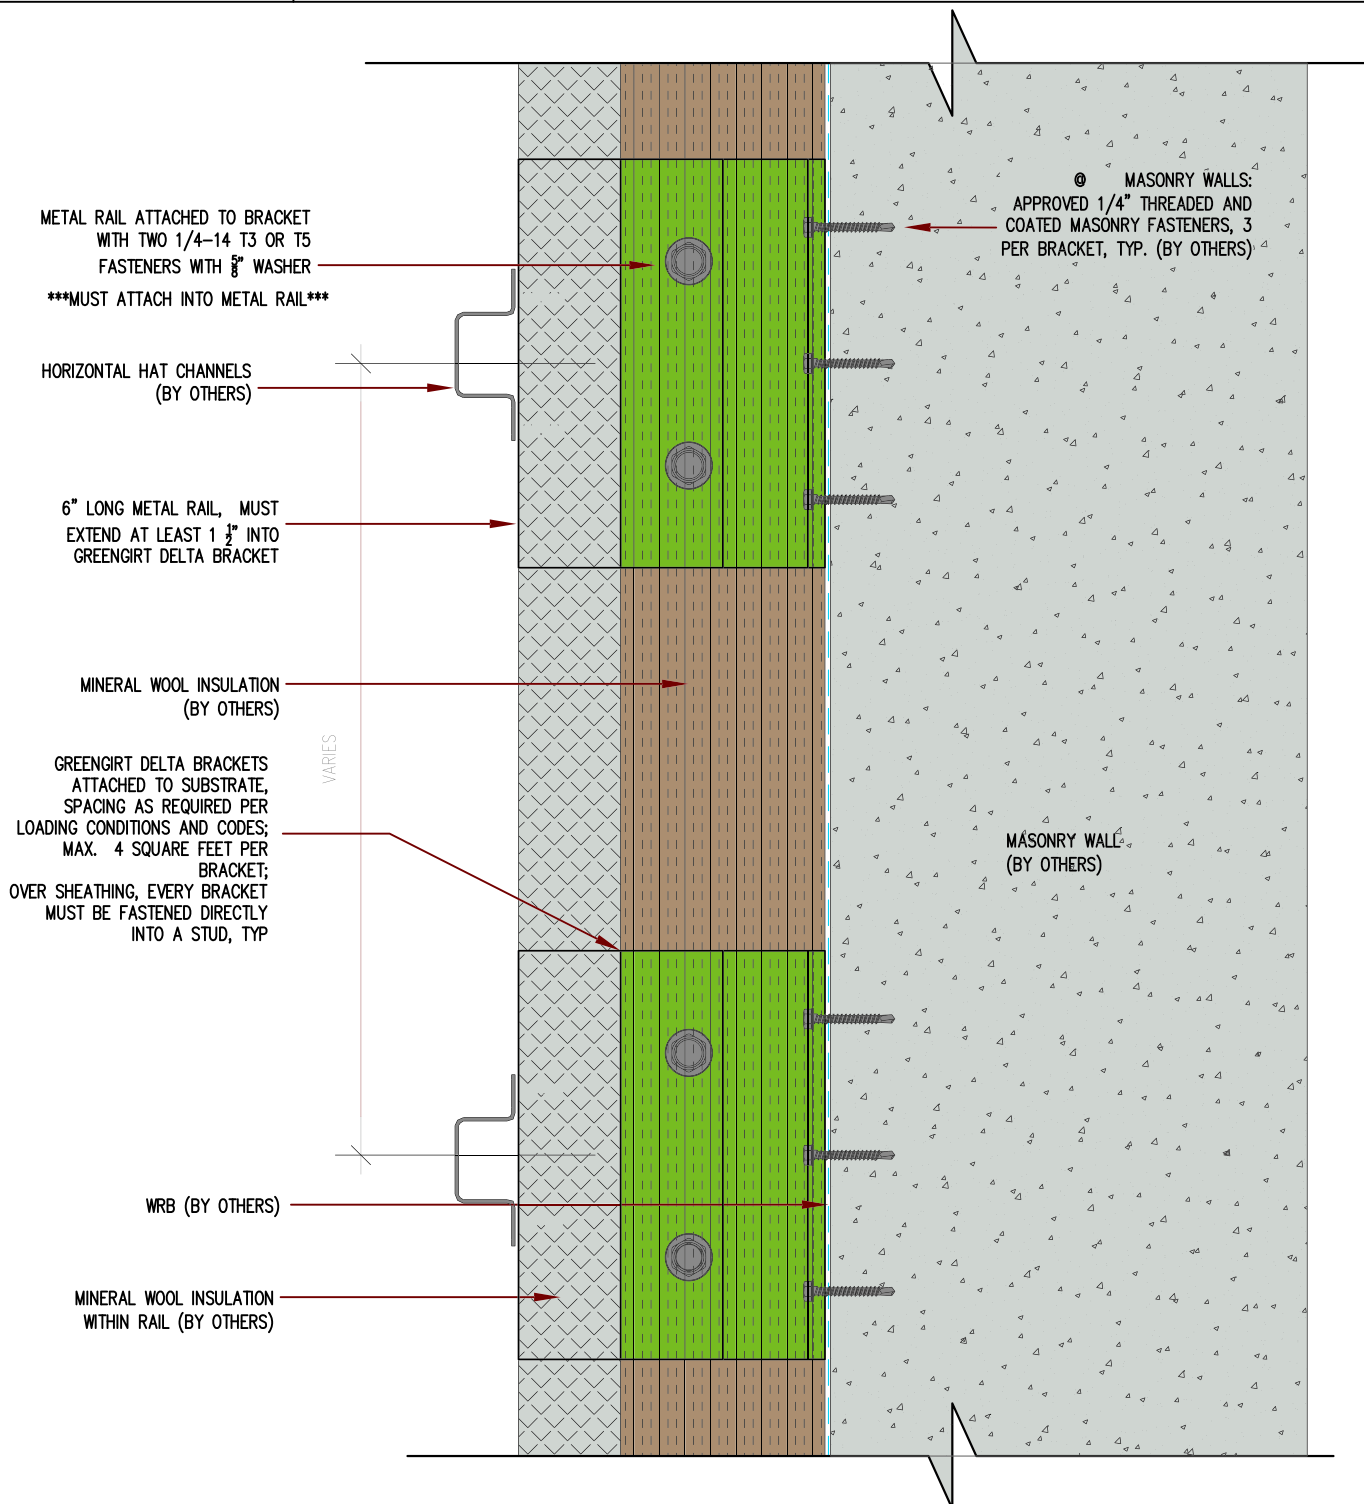 METAL RAIL ATTACHED TO BRACKET
WITH TWO 1/4-14 T3 OR T5
FASTENERS WITH 5/8" WASHER
***MUST ATTACH INTO METAL RAIL***
HORIZONTAL HAT CHANNELS
(BY OTHERS)
6" LONG METAL RAIL, MUST
EXTEND AT LEAST 1 1/2" INTO
GREENGIRT DELTA BRACKET
MINERAL WOOL INSULATION
(BY OTHERS)
VARIES
GREENGIRT DELTA BRACKETS
ATTACHED TO SUBSTRATE,
SPACING AS REQUIRED PER
LOADING CONDITIONS AND CODES;
MAX. 4 SQUARE FEET PER
BRACKET;
OVER SHEATHING, EVERY BRACKET
MUST BE FASTENED DIRECTLY
INTO A STUD, TYP
WRB (BY OTHERS)
MINERAL WOOL INSULATION
WITHIN RAIL (BY OTHERS)
@ MASONRY WALLS:
APPROVED 1/4" THREADED AND
COATED MASONRY FASTENERS, 3
PER BRACKET, TYP. (BY OTHERS)
MASONRY WALL
(BY OTHERS)